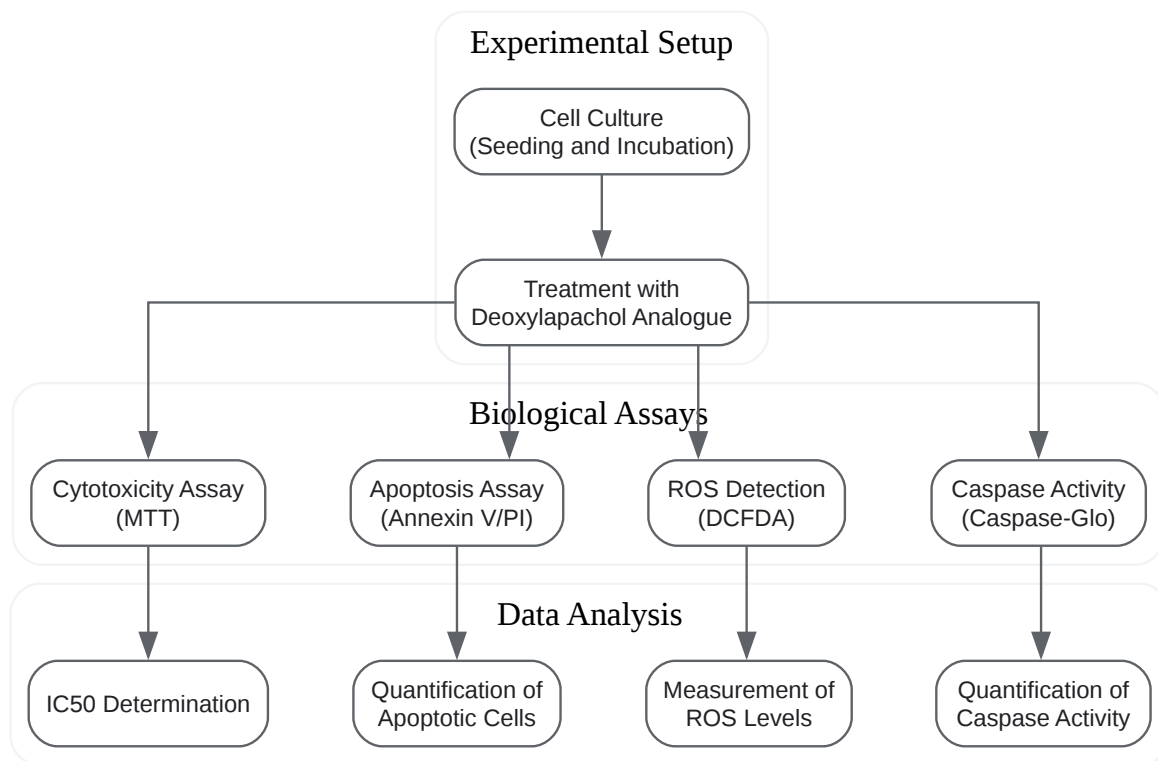 Experimental Setup
Cell Culture
(Seeding and Incubation)
Treatment with
Deoxylapachol Analogue
Biological Assays
Cytotoxicity Assay
(MTT)
Apoptosis Assay
(Annexin V/PI)
ROS Detection
(DCFDA)
Caspase Activity
(Caspase-Glo)
Data Analysis
IC50 Determination
Quantification of
Apoptotic Cells
Measurement of
ROS Levels
Quantification of
Caspase Activity